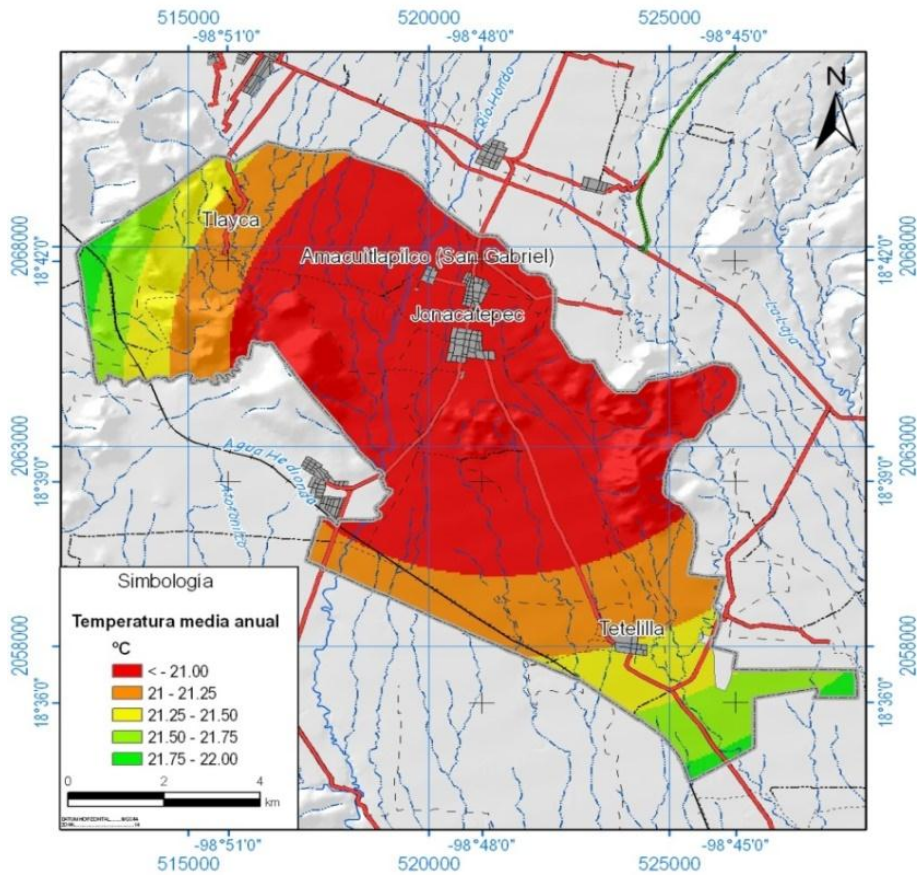 515000 520000 525000
-98°51'0" -98°48'0" -98°45'0"
N
Río Hondo
Tlayca
2068000 2068000
18°42'0" 18°42'0"
Amacuitlapilco (San Gabriel)
Jonacatepec
La Laja
2063000 2063000
Agua Hedionda
18°39'0" 18°39'0"
Simbología
Temperatura media anual
ºC
< - 21.00
21 - 21.25
21.25 - 21.50
21.50 - 21.75
21.75 - 22.00
0 2 4
km
Tetelilla
2058000 2058000
18°36'0" 18°36'0"
-98°51'0" -98°48'0" -98°45'0"
515000 520000 525000